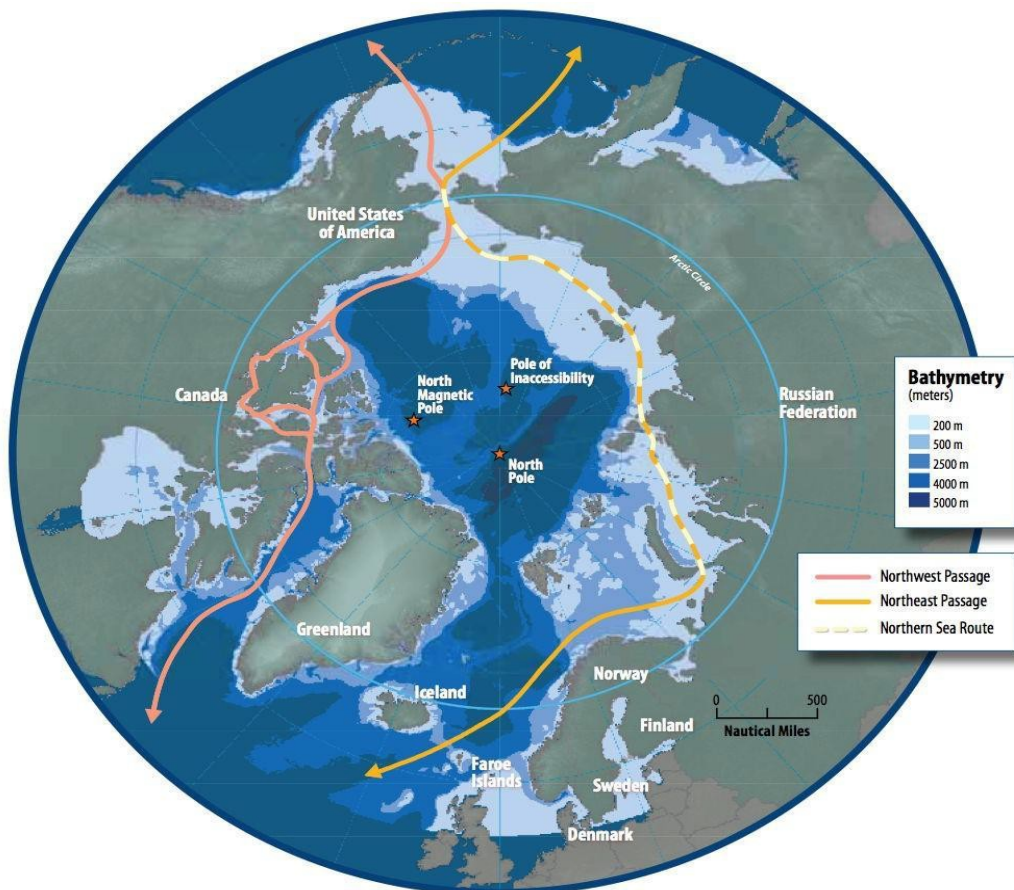 United States
of America
Arctic Circle
Pole of
Inaccessibility
North
Magnetic
Pole
Canada
Russian
Federation
North
Pole
Greenland
Norway
Iceland
Finland
Faroe
Islands
Sweden
Denmark
0 500
Nautical Miles
Bathymetry
(meters)
200 m
500 m
2500 m
4000 m
5000 m
Northwest Passage
Northeast Passage
Northern Sea Route